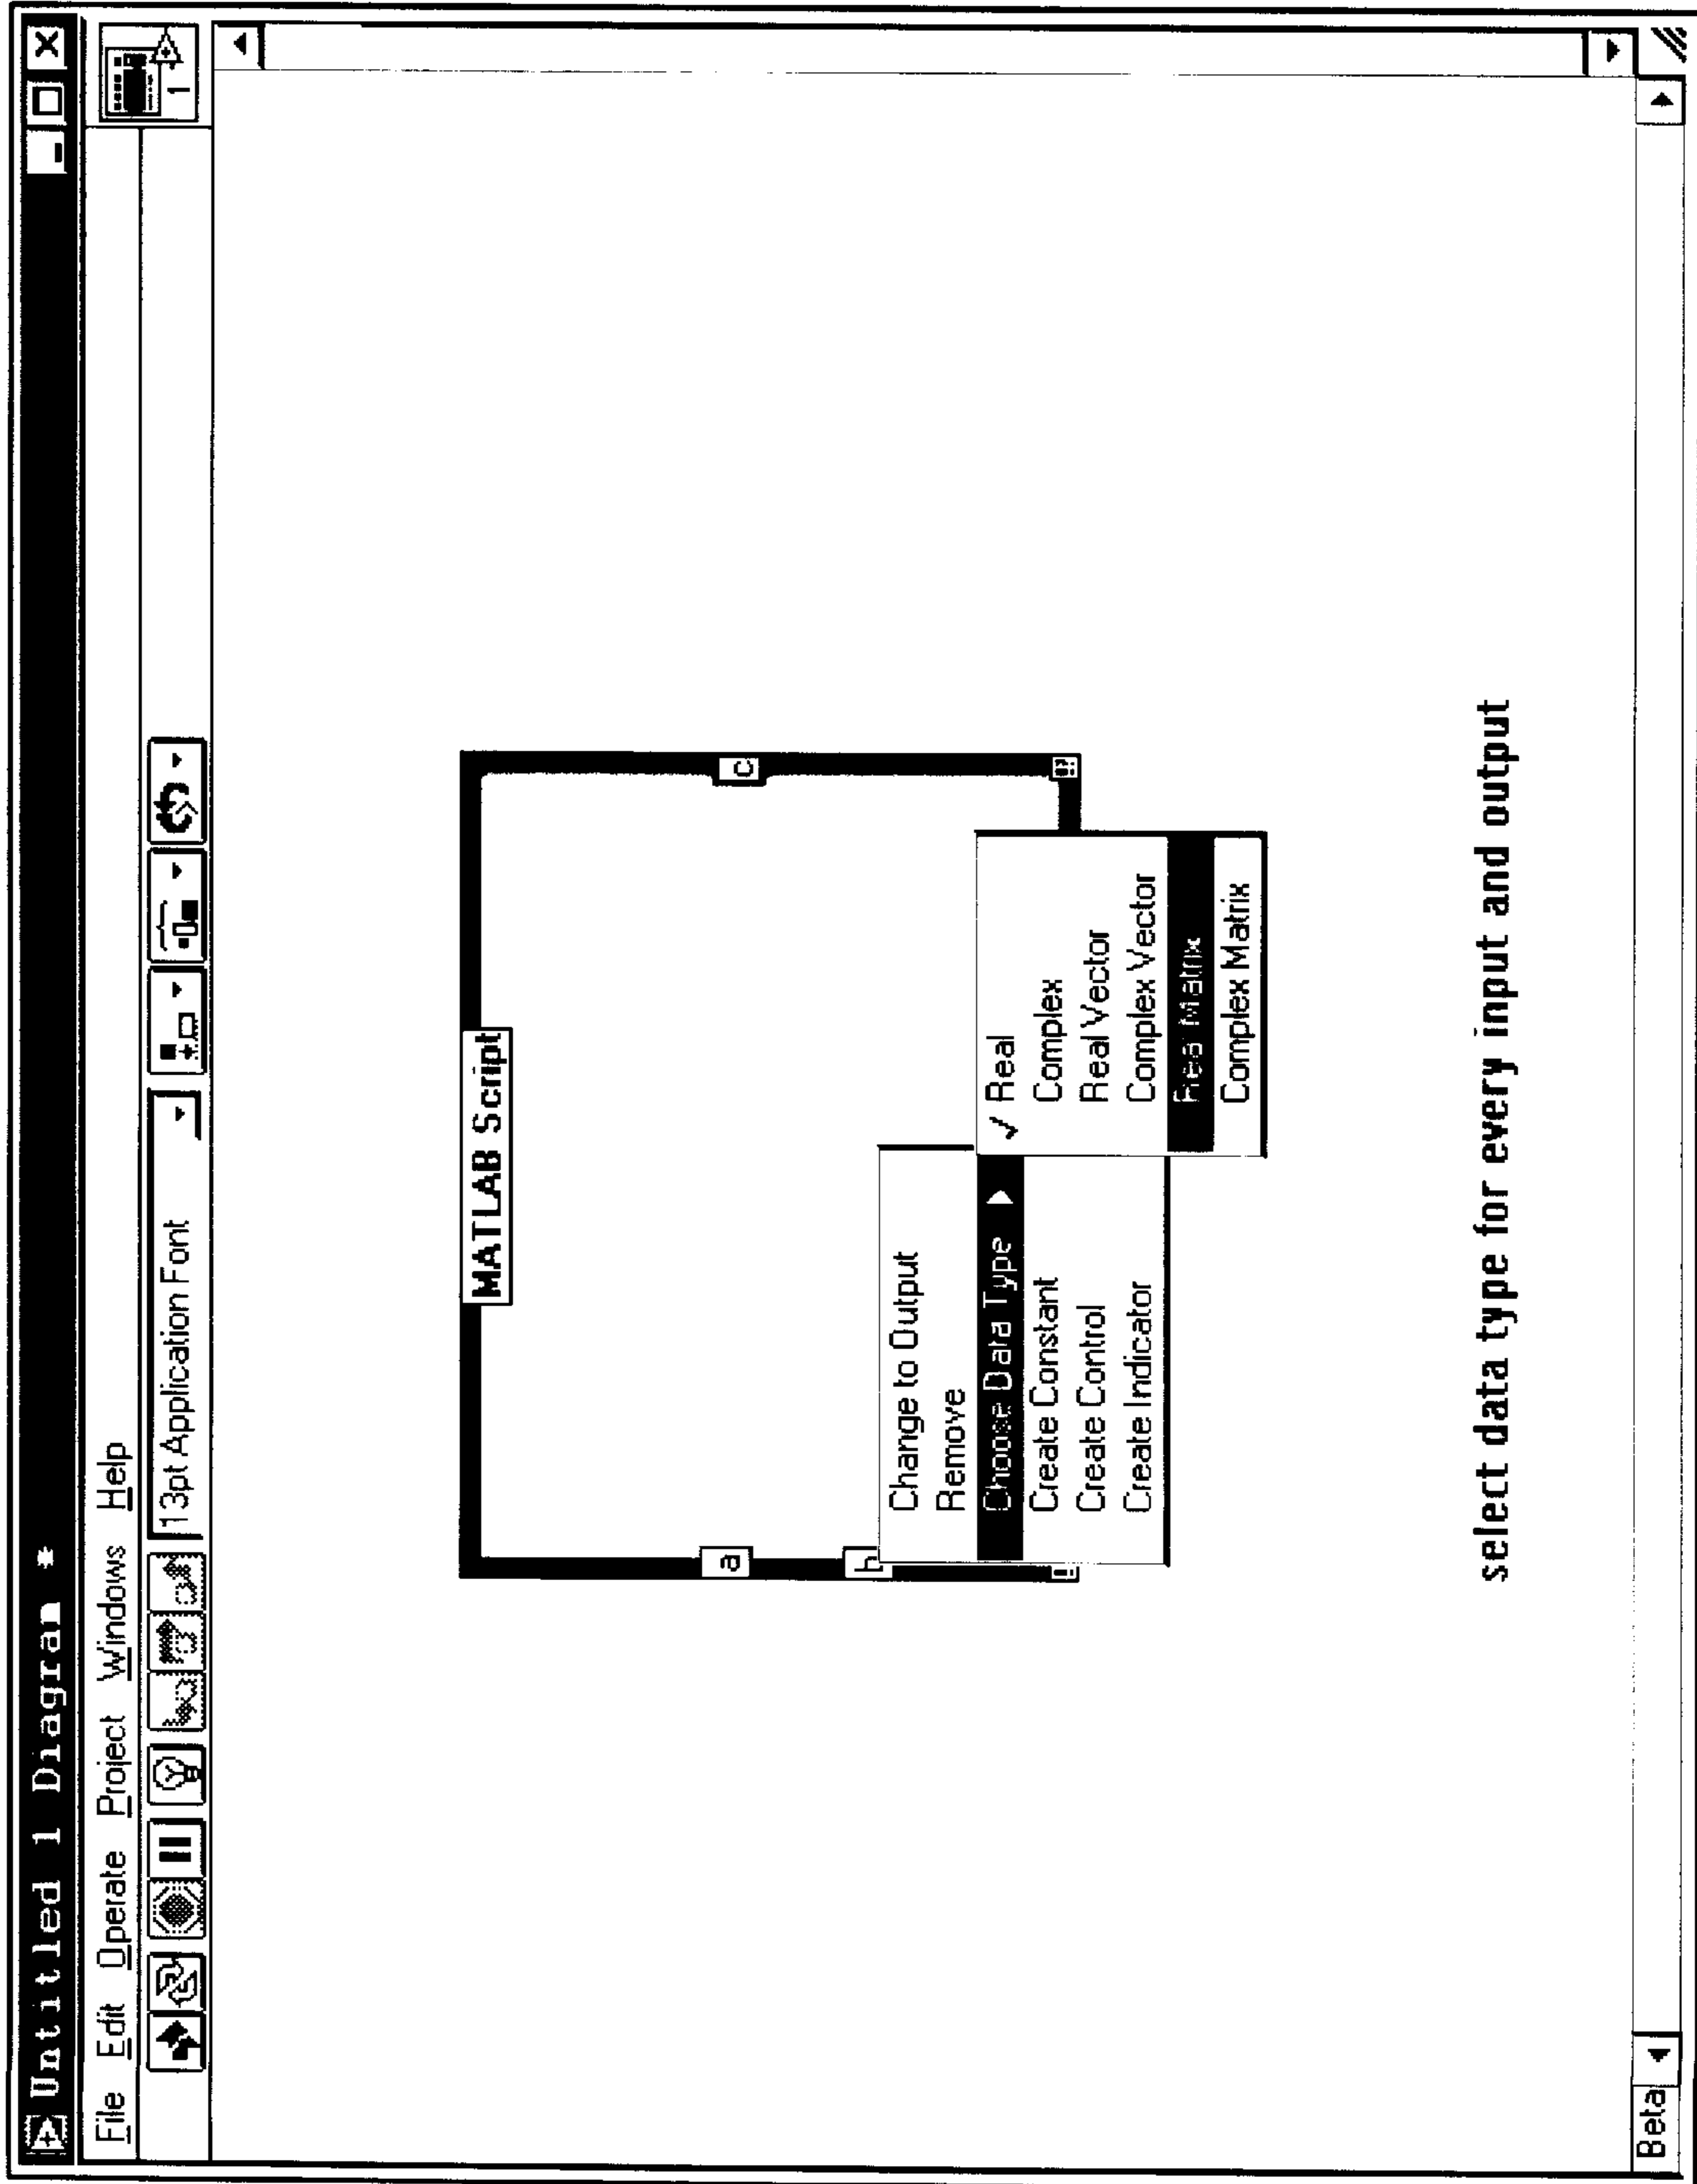 Untitled 1 Diagram *
File Edit Operate Project Windows Help
13pt Application Font
1
MATLAB Script
a
b
c
Change to Output
Remove
Choose Data Type
Create Constant
Create Control
Create Indicator
✓ Real
Complex
Real Vector
Complex Vector
Real Matrix
Complex Matrix
select data type for every input and output
Beta